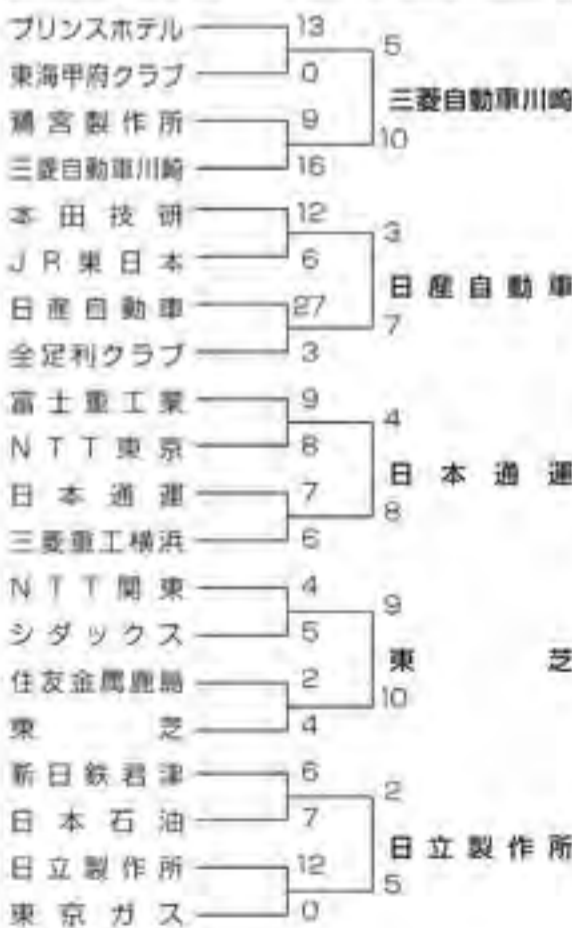 プリンスホテル 13
5
東海甲府クラブ 0
三菱自動車川崎
鷺宮製作所 9
10
三菱自動車川崎 16
本田技研 12
3
JR東日本 6
日産自動車
日産自動車 27
7
全足利クラブ 3
富士重工業 9
4
NTT東京 8
日本通運
日本通運 7
8
三菱重工横浜 6
NTT関東 4
9
シダックス 5
東芝
住友金属鹿島 2
10
東芝 4
新日鉄君津 6
2
日本石油 7
日立製作所
日立製作所 12
5
東京ガス 0